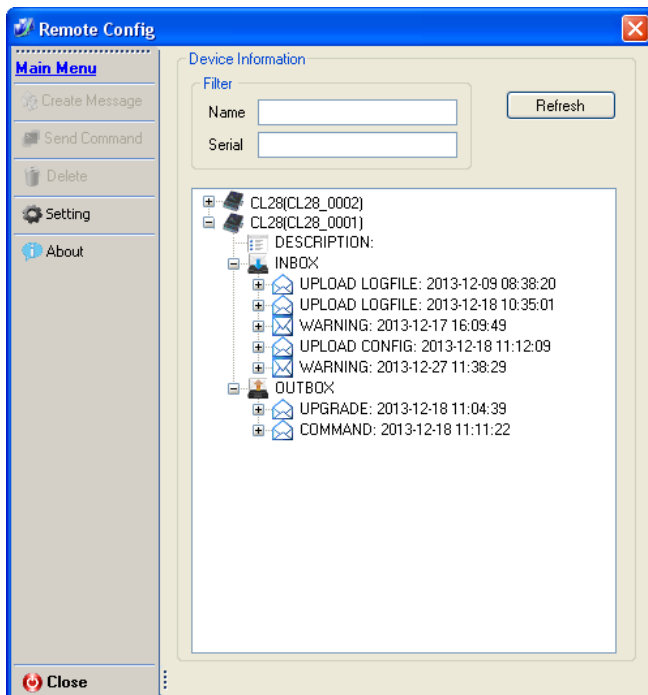 Remote Config
Main Menu
Create Message
Send Command
Delete
Setting
About
Close
Device Information
Filter
Name
Serial
Refresh
CL28(CL28_0002)
CL28(CL28_0001)
DESCRIPTION:
INBOX
UPLOAD LOGFILE: 2013-12-09 08:38:20
UPLOAD LOGFILE: 2013-12-18 10:35:01
WARNING: 2013-12-17 16:09:49
UPLOAD CONFIG: 2013-12-18 11:12:09
WARNING: 2013-12-27 11:38:29
OUTBOX
UPGRADE: 2013-12-18 11:04:39
COMMAND: 2013-12-18 11:11:22